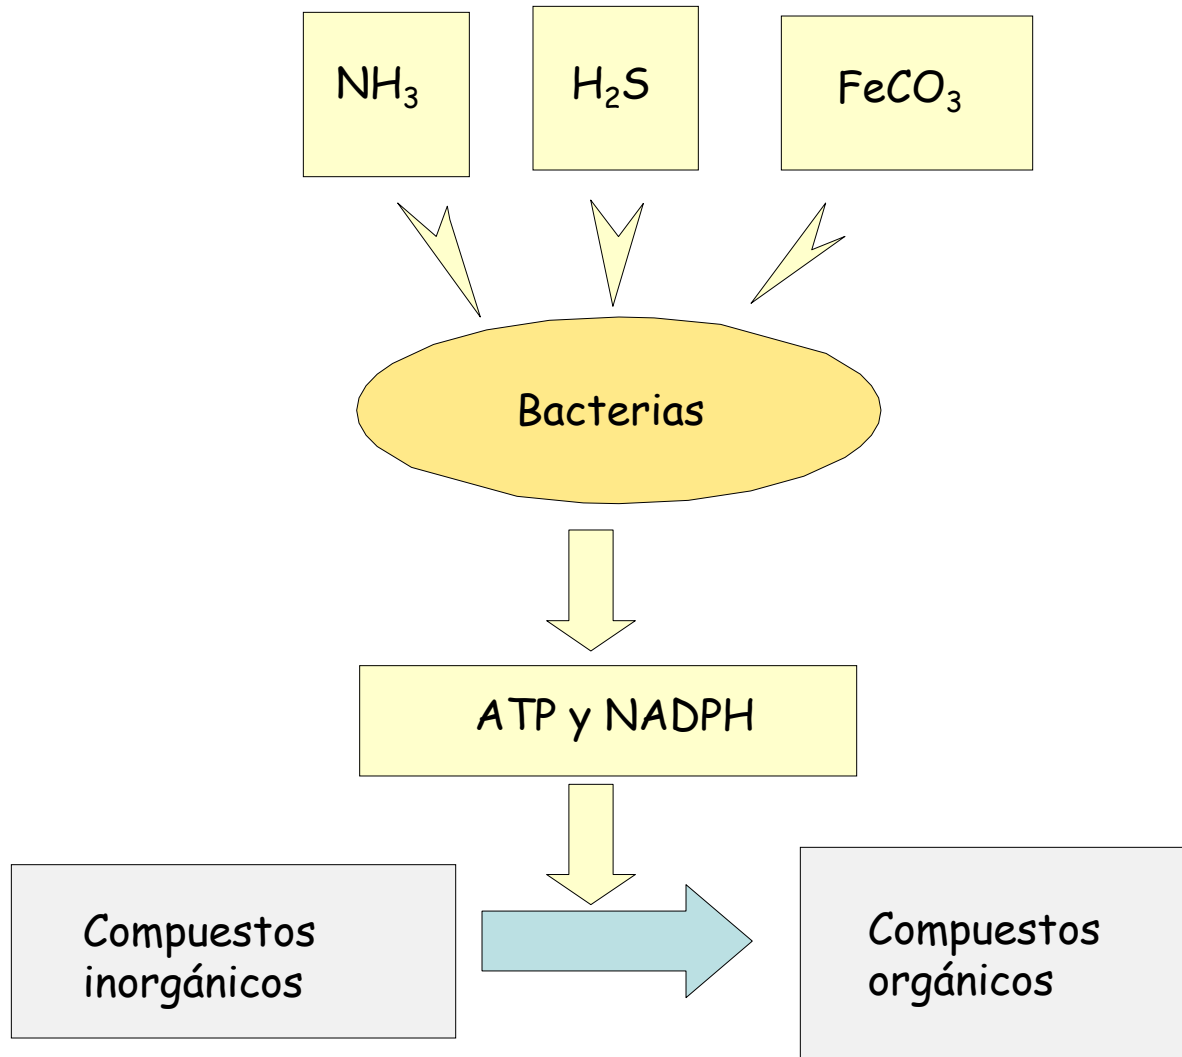 NH₃
H₂S
FeCO₃
Bacterias
ATP y NADPH
Compuestos
inorgánicos
Compuestos
orgánicos